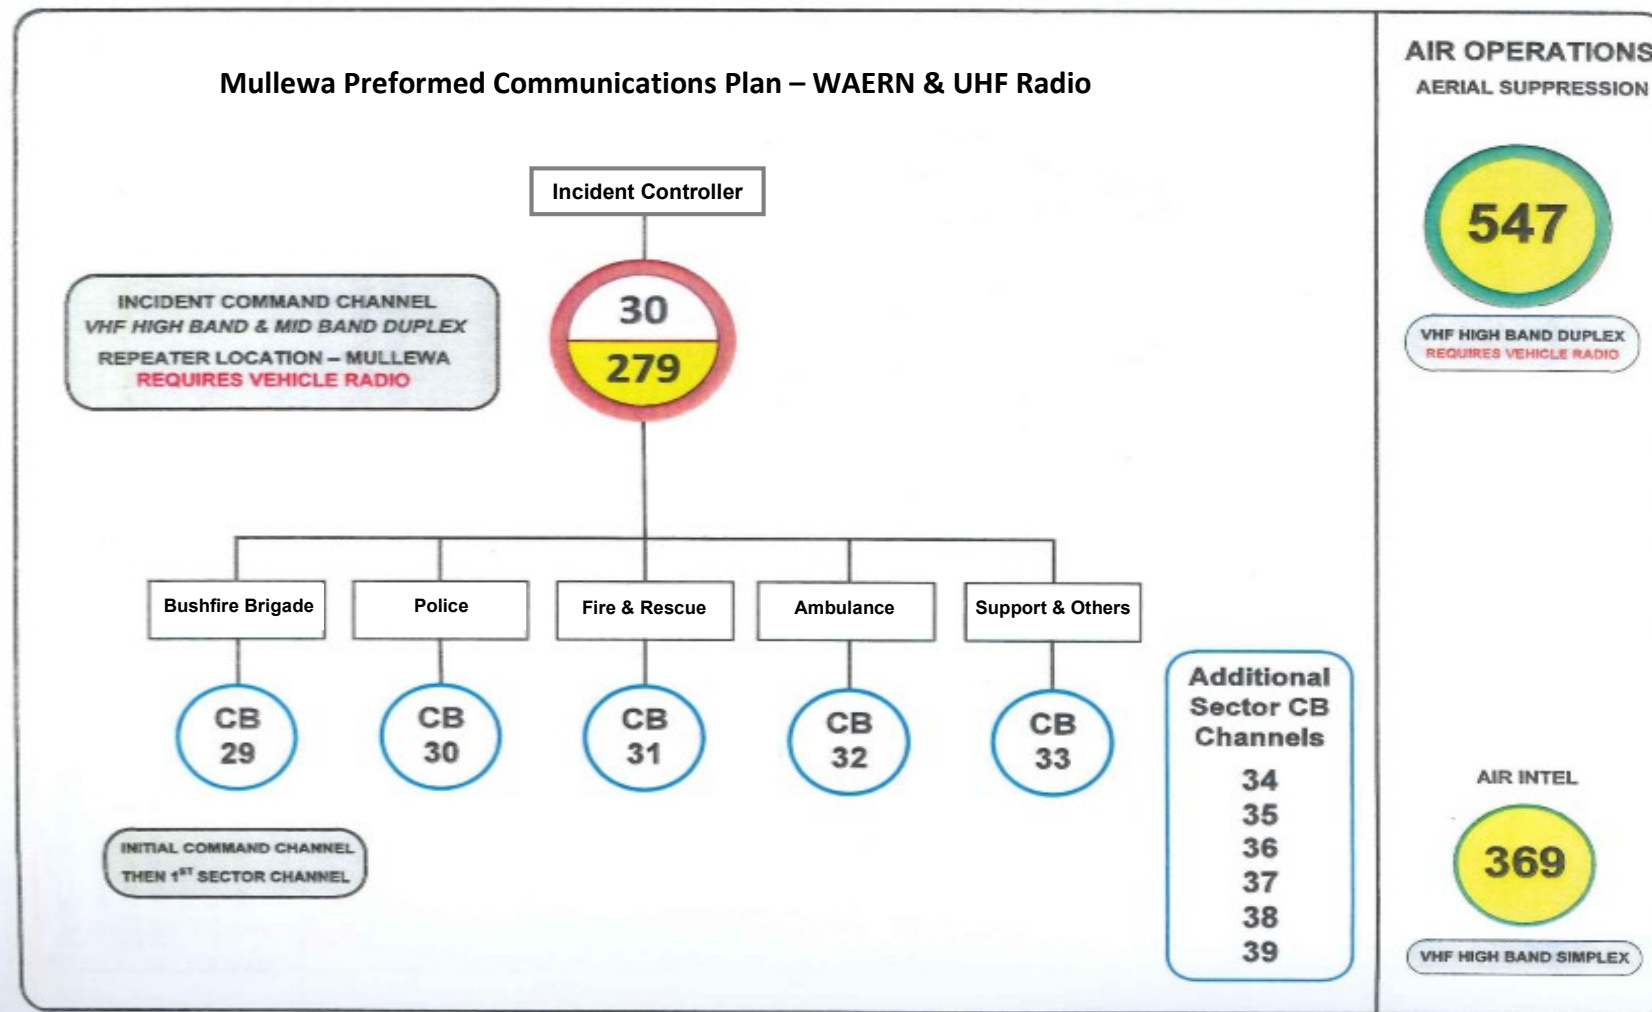 Mullewa Preformed Communications Plan – WAERN & UHF Radio
Incident Controller
INCIDENT COMMAND CHANNEL
VHF HIGH BAND & MID BAND DUPLEX
REPEATER LOCATION – MULLEWA
REQUIRES VEHICLE RADIO
30
279
Bushfire Brigade
Police
Fire & Rescue
Ambulance
Support & Others
CB
29
CB
30
CB
31
CB
32
CB
33
INITIAL COMMAND CHANNEL
THEN 1ST SECTOR CHANNEL
Additional
Sector CB
Channels
34
35
36
37
38
39
AIR OPERATIONS
AERIAL SUPPRESSION
547
VHF HIGH BAND DUPLEX
REQUIRES VEHICLE RADIO
AIR INTEL
369
VHF HIGH BAND SIMPLEX